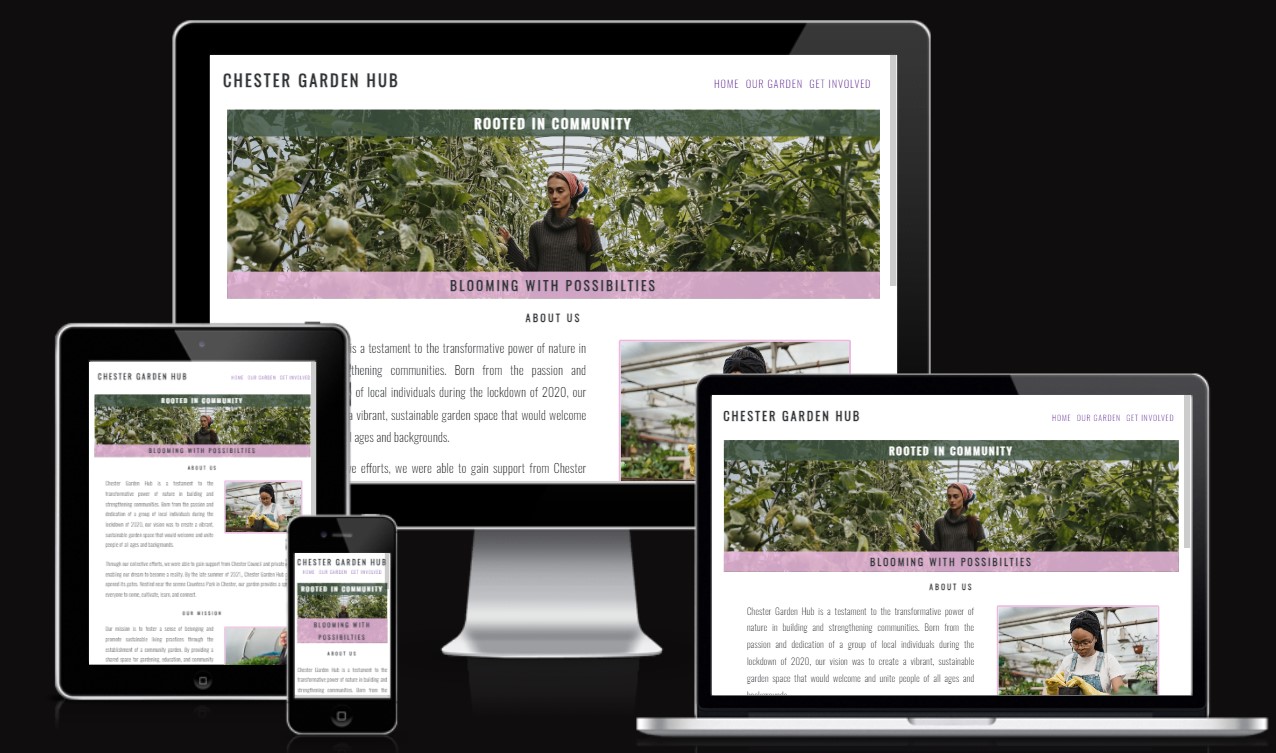 CHESTER GARDEN HUB
HOME OUR GARDEN GET INVOLVED
ROOTED IN COMMUNITY
BLOOMING WITH POSSIBILTIES
ABOUT US
is a testament to the transformative power of nature in
thening communities. Born from the passion and
of local individuals during the lockdown of 2020, our
a vibrant, sustainable garden space that would welcome
ages and backgrounds.
ve efforts, we were able to gain support from Chester
CHESTER GARDEN HUB
HOME OUR GARDEN GET INVOLVED
ROOTED IN COMMUNITY
BLOOMING WITH POSSIBILTIES
ABOUT US
Chester Garden Hub is a testament to the
transformative power of nature in building and
strengthening communities. Born from the passion and
dedication of a group of local individuals during the
lockdown of 2020, our vision was to create a vibrant,
sustainable garden space that would welcome and unite
people of all ages and backgrounds.
Through our collective efforts, we were able to gain support from Chester Council and private
enabling our dream to become a reality. By the late summer of 2021, Chester Garden Hub
opened its gates. Nestled near the serene Countess Park in Chester, our garden provides a
everyone to come, cultivate, learn, and connect.
OUR MISSION
Our mission is to foster a sense of belonging and
promote sustainable living practices through the
establishment of a community garden. By providing a
shared space for gardening, education, and community
CHESTER GARDEN HUB
HOME OUR GARDEN GET INVOLVED
ROOTED IN COMMUNITY
BLOOMING WITH
POSSIBILTIES
ABOUT US
Chester Garden Hub is a testament to the
transformative power of nature in building and
strengthening communities. Born from the
CHESTER GARDEN HUB
HOME OUR GARDEN GET INVOLVED
ROOTED IN COMMUNITY
BLOOMING WITH POSSIBILTIES
ABOUT US
Chester Garden Hub is a testament to the transformative power of
nature in building and strengthening communities. Born from the
passion and dedication of a group of local individuals during the
lockdown of 2020, our vision was to create a vibrant, sustainable
garden space that would welcome and unite people of all ages and
backgrounds.